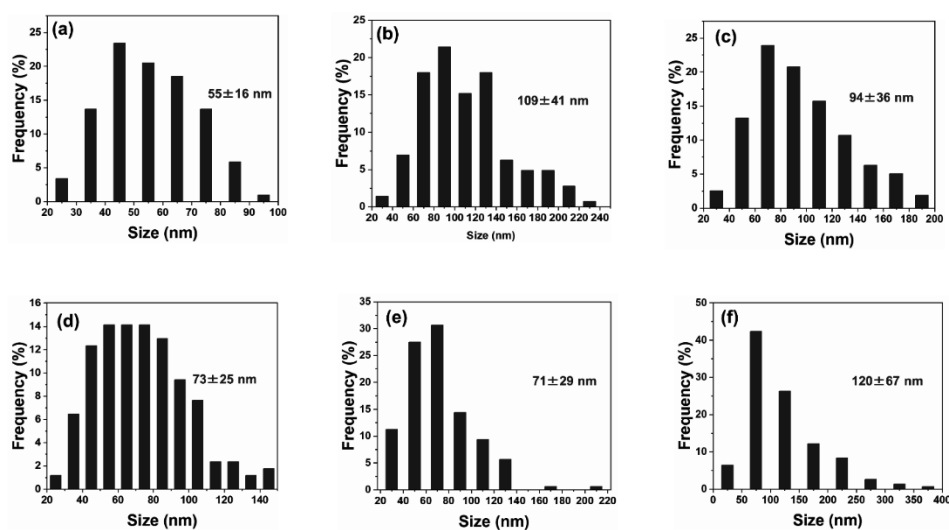 (a)
55±16 nm
Frequency (%)
25
20
15
10
5
0
20 30 40 50 60 70 80 90 100
Size (nm)
(b)
109±41 nm
Frequency (%)
25
20
15
10
5
0
20 40 60 80 100 120 140 160 180 200 220 240
Size (nm)
(c)
94±36 nm
Frequency (%)
25
20
15
10
5
0
20 40 60 80 100 120 140 160 180 200
Size (nm)
(d)
73±25 nm
Frequency (%)
16
14
12
10
8
6
4
2
0
20 40 60 80 100 120 140
Size (nm)
(e)
71±29 nm
Frequency (%)
35
30
25
20
15
10
5
0
20 40 60 80 100 120 140 160 180 200 220
Size (nm)
(f)
120±67 nm
Frequency (%)
50
40
30
20
10
0
0 50 100 150 200 250 300 350 400
Size (nm)